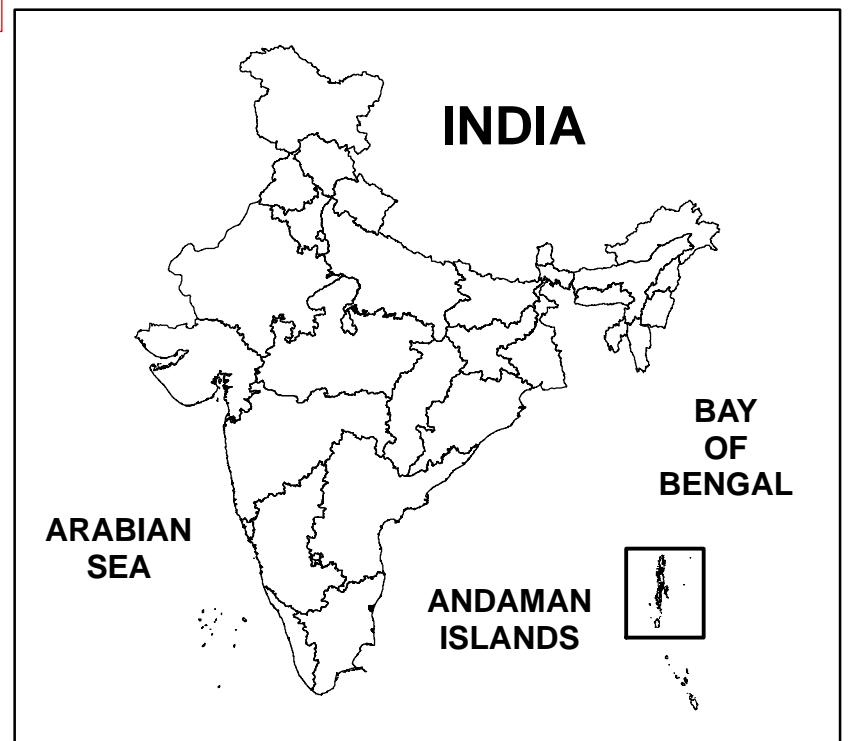 INDIA
BAY
OF
BENGAL
ARABIAN
SEA
ANDAMAN
ISLANDS